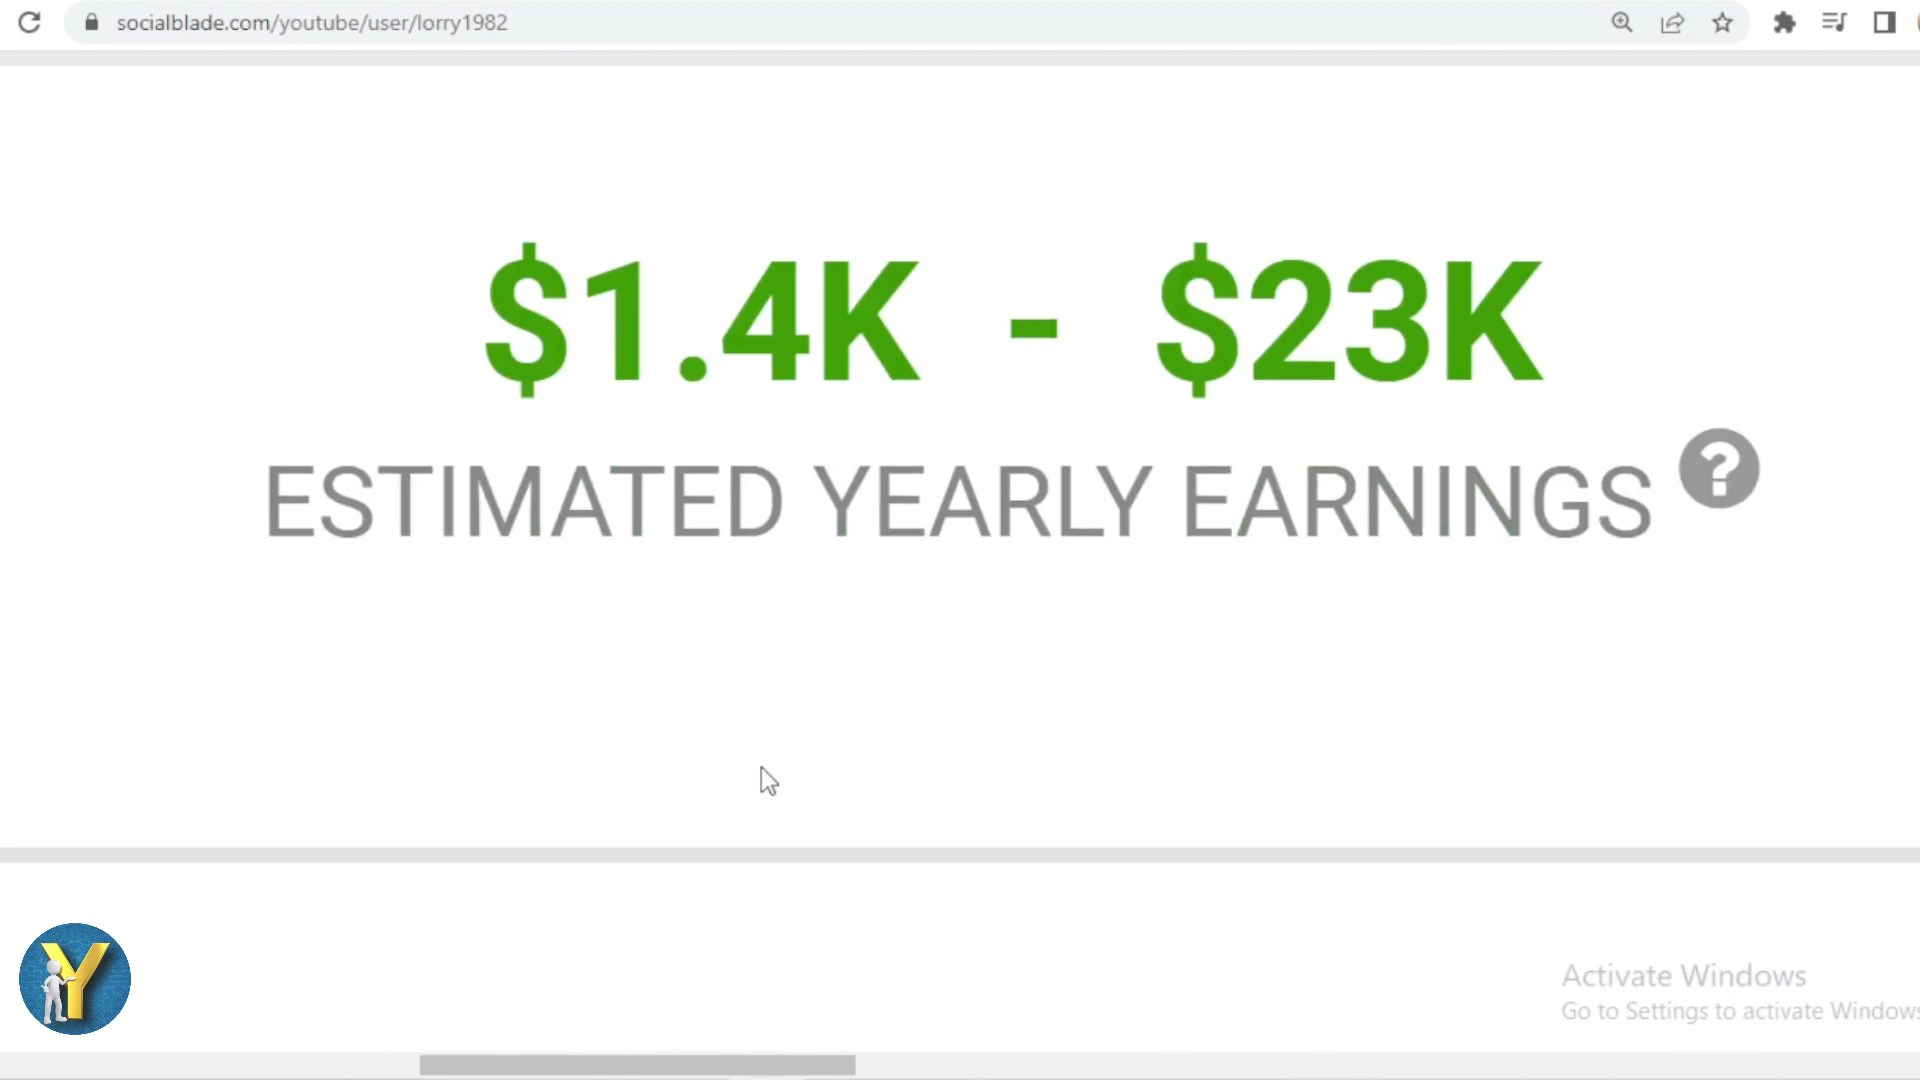 socialblade.com/youtube/user/lorry1982
$1.4K - $23K
ESTIMATED YEARLY EARNINGS ?
Y
Activate Windows
Go to Settings to activate Windows